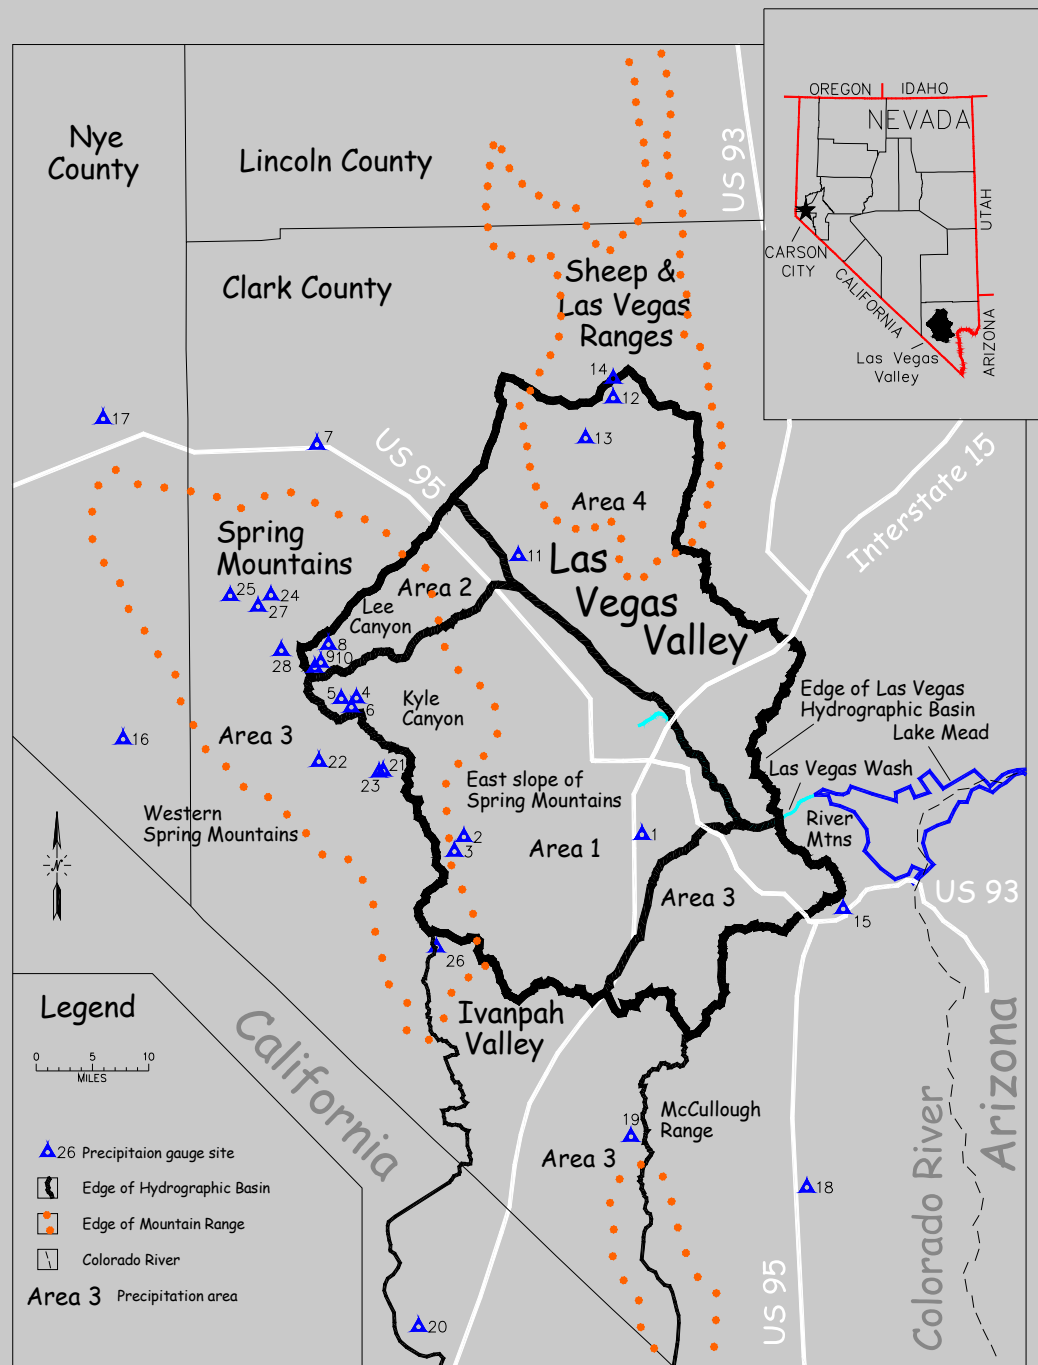 OREGON
IDAHO
NEVADA
UTAH
CARSON
CITY
CALIFORNIA
ARIZONA
Las Vegas
Valley
Nye
County
Lincoln County
US 93
Clark County
Sheep &
Las Vegas
Ranges
14
12
13
17
7
US 95
Interstate 15
Area 4
Spring
Mountains
11
Las
Vegas
Valley
25
24
27
Area 2
Lee
Canyon
8
28
9
10
5
4
6
Kyle
Canyon
Edge of Las Vegas
Hydrographic Basin
Lake Mead
16
Area 3
22
21
23
East slope of
Spring Mountains
Las Vegas Wash
Western
Spring Mountains
2
3
Area 1
1
River
Mtns
N
Area 3
US 93
15
26
Legend
0
5
10
MILES
Ivanpah
Valley
California
Arizona
Colorado River
19
McCullough
Range
Area 3
18
US 95
20
26 Precipitaion gauge site
Edge of Hydrographic Basin
Edge of Mountain Range
Colorado River
Area 3 Precipitation area